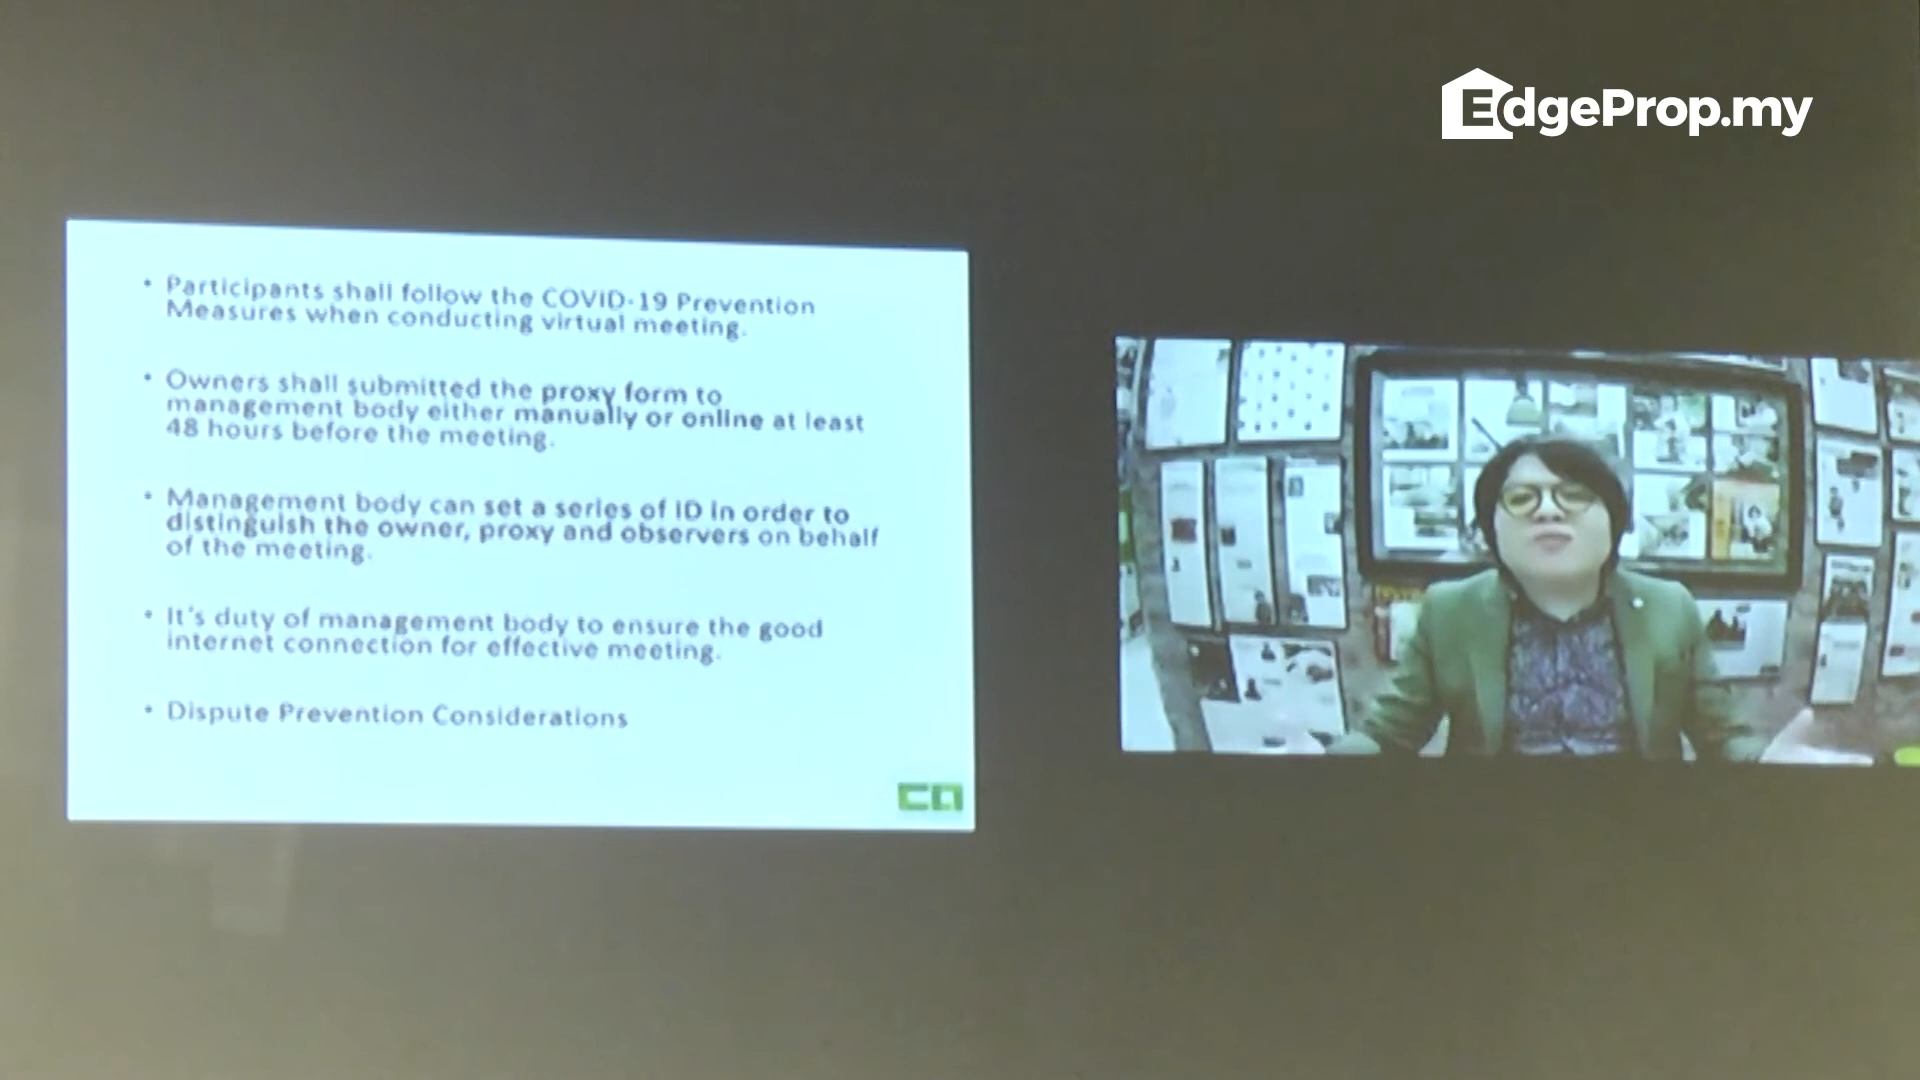 EdgeProp.my
• Participants shall follow the COVID-19 Prevention
Measures when conducting virtual meeting.
• Owners shall submitted the proxy form to
management body either manually or online at least
48 hours before the meeting.
• Management body can set a series of ID in order to
distinguish the owner, proxy and observers on behalf
of the meeting.
• It's duty of management body to ensure the good
internet connection for effective meeting.
• Dispute Prevention Considerations